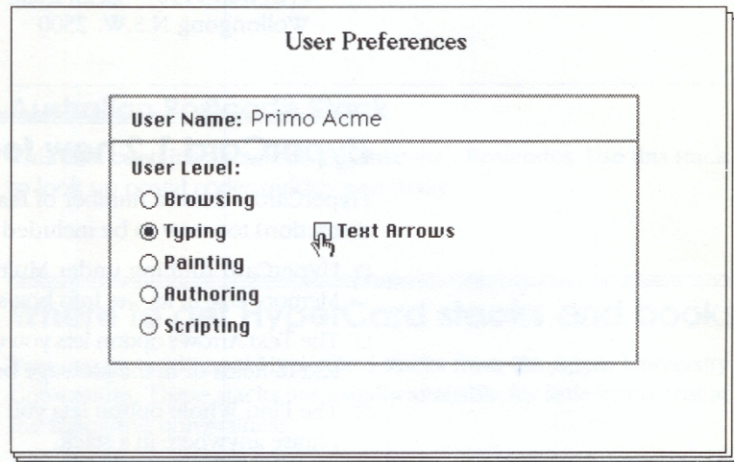 User Preferences
User Name: Primo Acme
User Level:
Browsing
Typing
Text Arrows
Painting
Authoring
Scripting